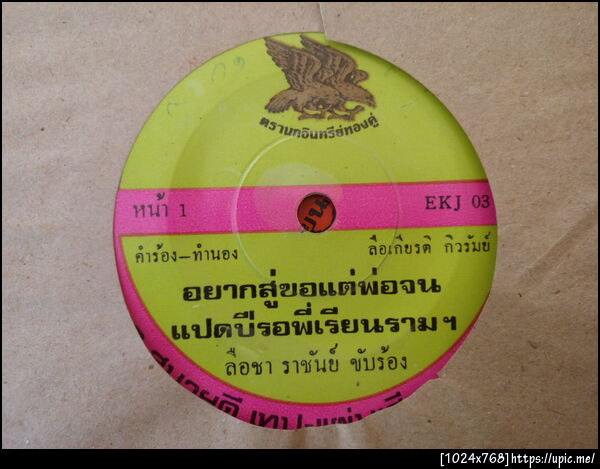 ตรานกอินทรีย์ทองคู่
หน้า 1
EKJ 03
คำร้อง-ทำนอง
ลือเกียรติ กิวรัมย์
อยากสู่ขอแต่พ่อจน
แปดปีรอพี่เรียนรามฯ
ลือชา ราชันย์ ขับร้อง
[1024x768]https://upic.me/